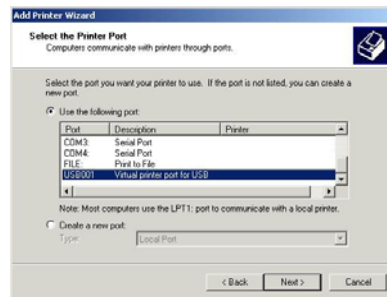 Add Printer Wizard
Select the Printer Port
Computers communicate with printers through ports.
Select the port you want your printer to use. If the port is not listed, you can create a
new port.
Use the following port:
Port Description Printer
COM3: Serial Port
COM4: Serial Port
FILE: Print to File
USB001 Virtual printer port for USB
Note: Most computers use the LPT1: port to communicate with a local printer.
Create a new port:
Type: Local Port
< Back Next > Cancel